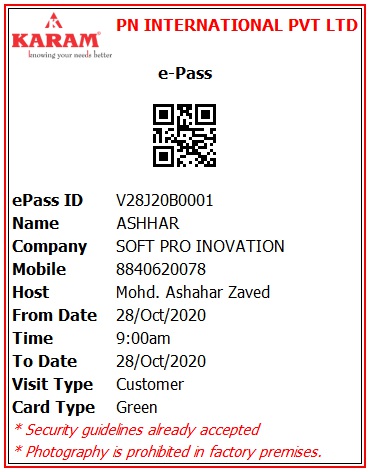 PN INTERNATIONAL PVT LTD
KARAM®
knowing your needs better
e-Pass
ePass ID V28J20B0001
Name ASHHAR
Company SOFT PRO INOVATION
Mobile 8840620078
Host Mohd. Ashahar Zaved
From Date 28/Oct/2020
Time 9:00am
To Date 28/Oct/2020
Visit Type Customer
Card Type Green
* Security guidelines already accepted
* Photography is prohibited in factory premises.